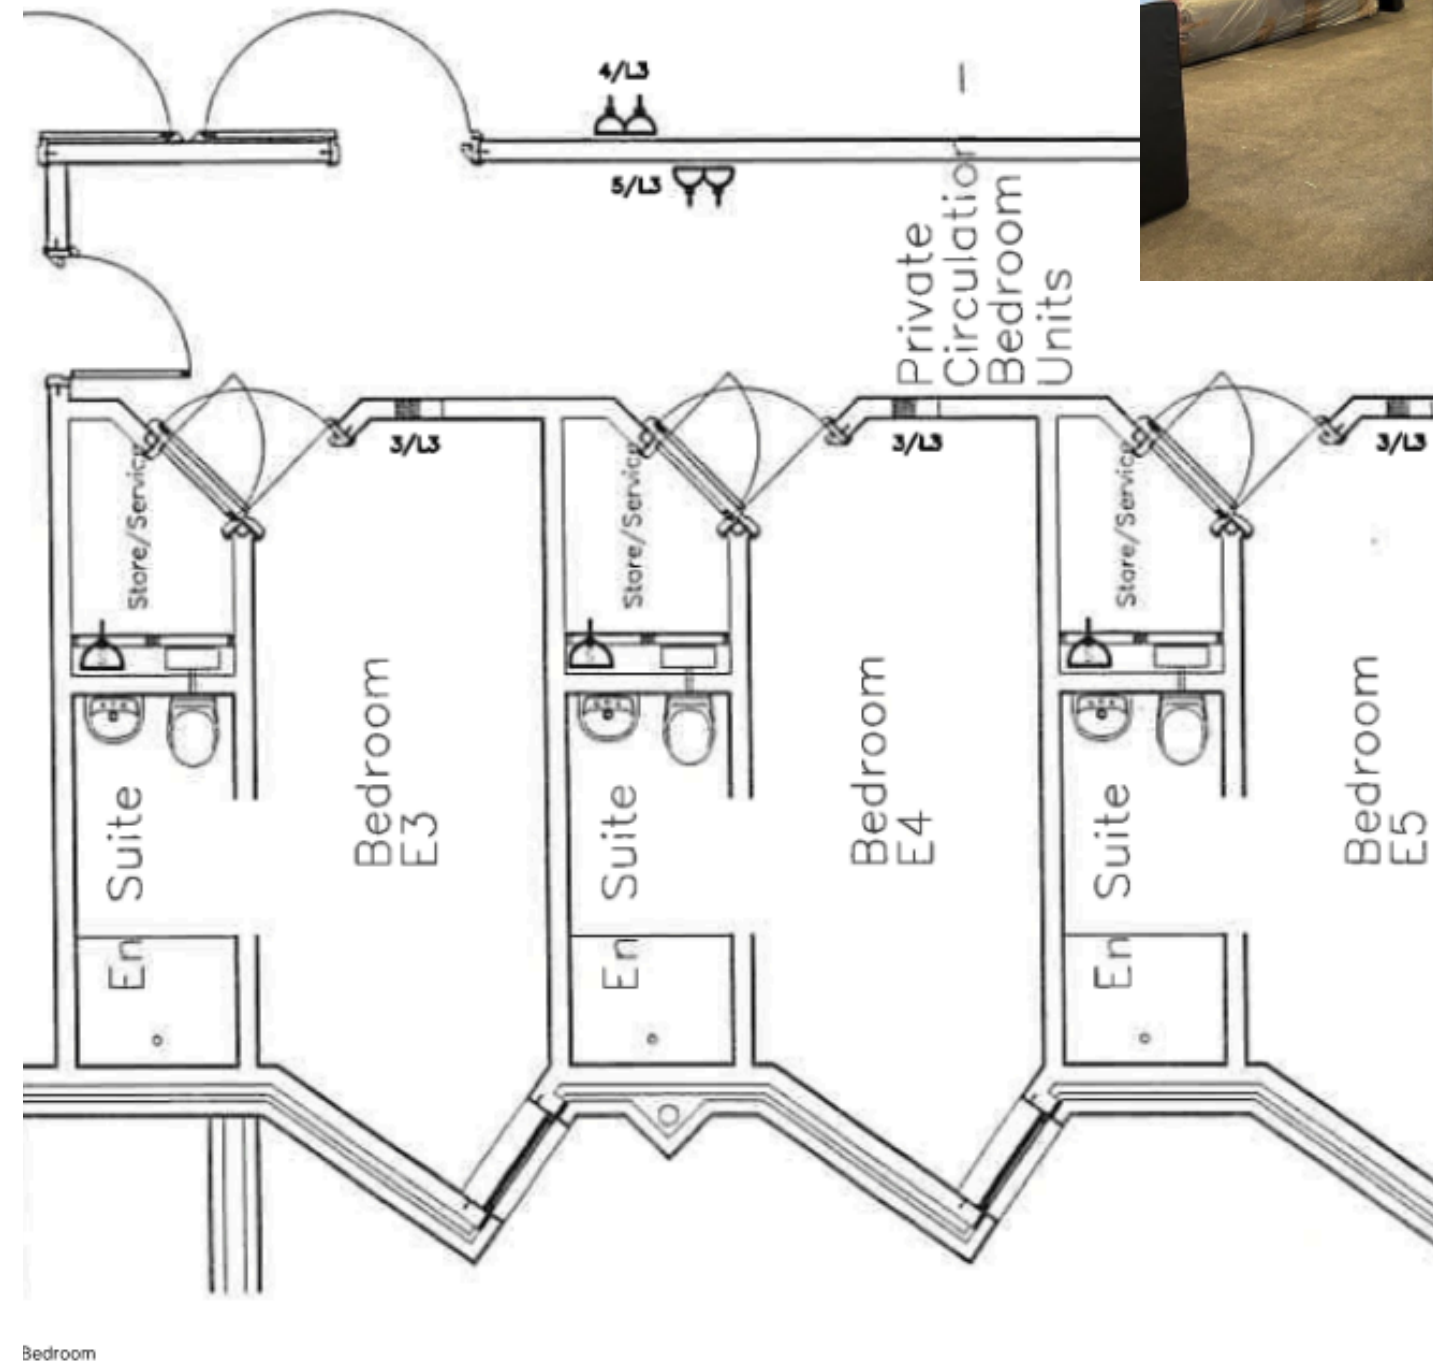 4/L3
5/L3
Private
Circulation –
Bedroom
Units
3/L3
3/L3
3/L3
Store/Service
Store/Service
Store/Service
Bedroom
E3
Bedroom
E4
Bedroom
E5
En Suite
En Suite
En Suite
Bedroom